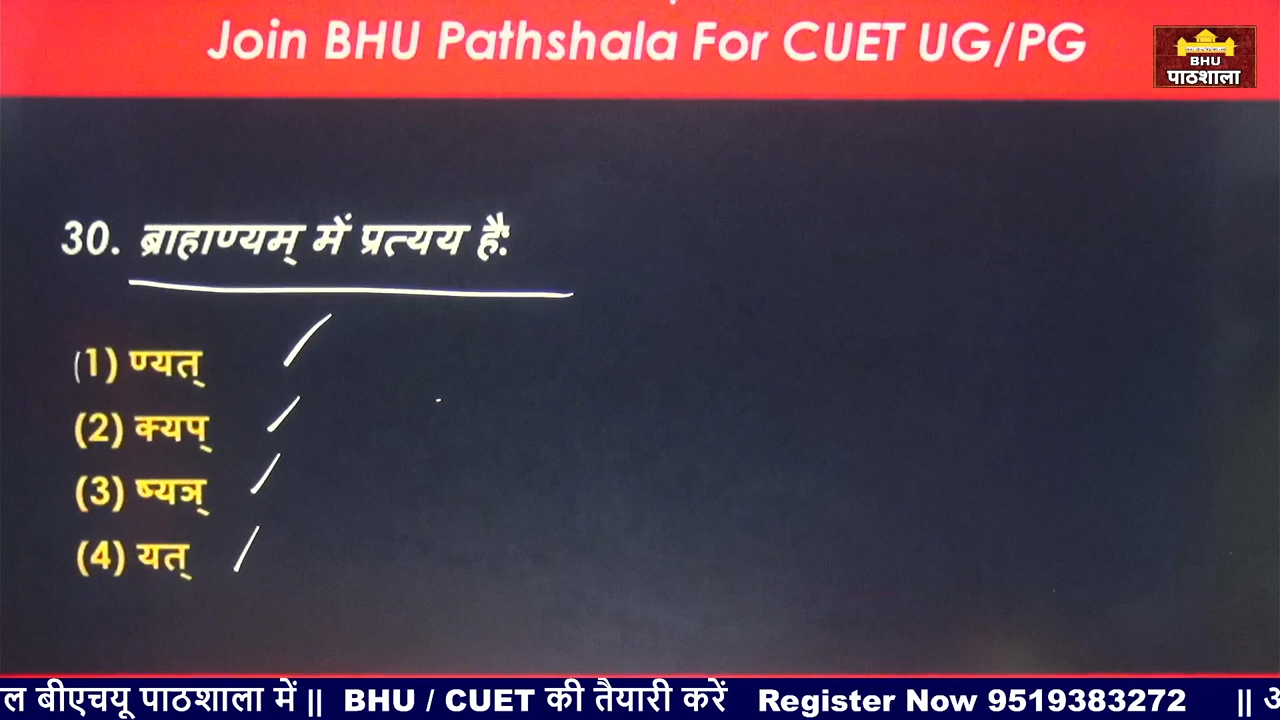 Join BHU Pathshala For CUET UG/PG
BHU
पाठशाला
30. ब्राहाण्यम् में प्रत्यय है:
(1) ण्यत्
(2) क्यप्
(3) ष्यञ्
(4) यत्
ल बीएचयू पाठशाला में || BHU / CUET की तैयारी करें Register Now 9519383272 || अ